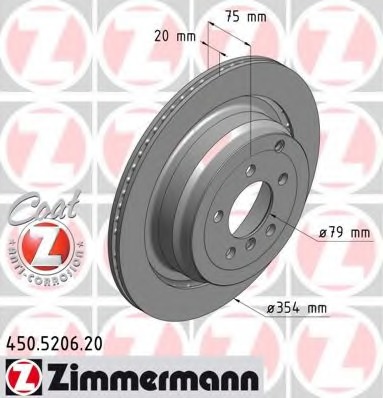 75 mm
20 mm
Coat
Z
ANTI-CORROSION
ø79 mm
ø354 mm
450.5206.20
Z Zimmermann